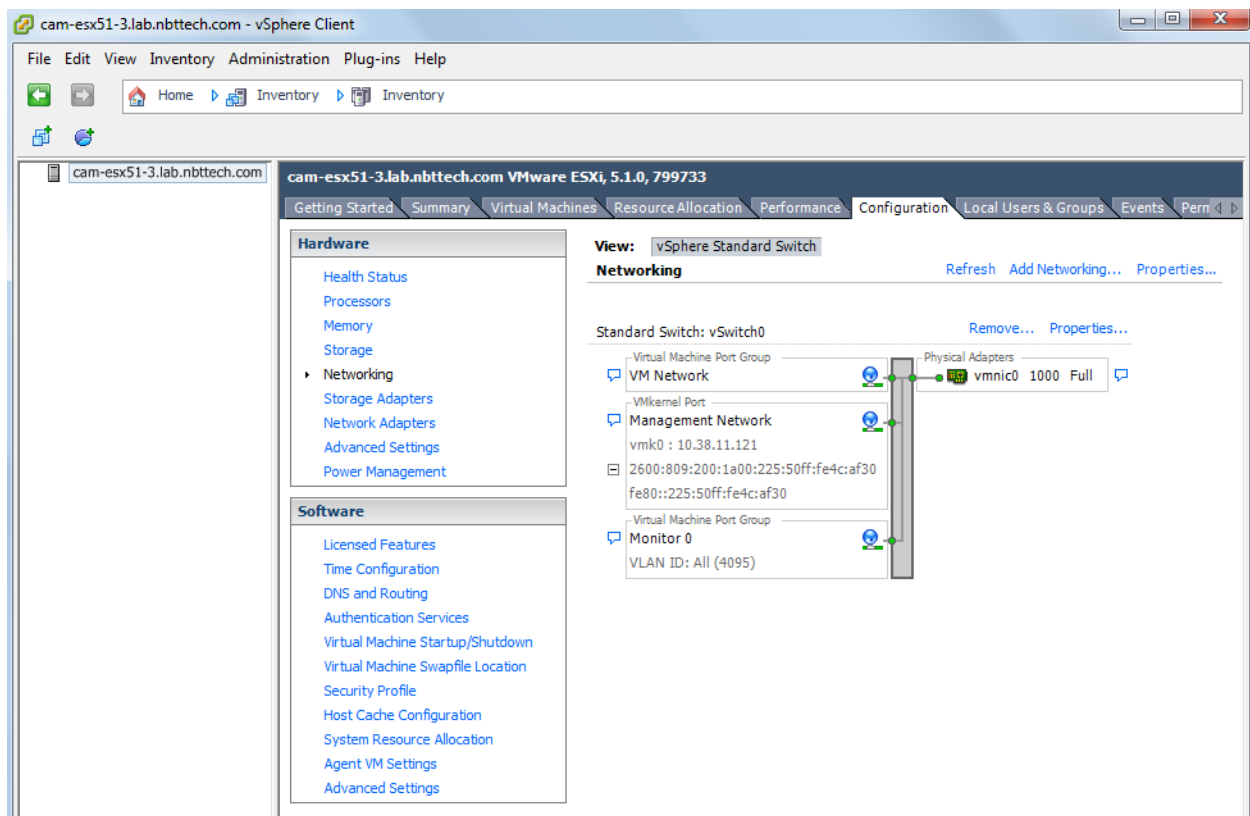 cam-esx51-3.lab.nbttech.com - vSphere Client
File Edit View Inventory Administration Plug-ins Help
Home Inventory Inventory
cam-esx51-3.lab.nbttech.com
cam-esx51-3.lab.nbttech.com VMware ESXi, 5.1.0, 799733
Getting Started Summary Virtual Machines Resource Allocation Performance Configuration Local Users & Groups Events Perm
Hardware
Health Status
Processors
Memory
Storage
Networking
Storage Adapters
Network Adapters
Advanced Settings
Power Management
Software
Licensed Features
Time Configuration
DNS and Routing
Authentication Services
Virtual Machine Startup/Shutdown
Virtual Machine Swapfile Location
Security Profile
Host Cache Configuration
System Resource Allocation
Agent VM Settings
Advanced Settings
View: vSphere Standard Switch
Networking Refresh Add Networking... Properties...
Standard Switch: vSwitch0 Remove... Properties...
Virtual Machine Port Group
VM Network
Physical Adapters
vmnic0 1000 Full
VMkernel Port
Management Network
vmk0 : 10.38.11.121
2600:809:200:1a00:225:50ff:fe4c:af30
fe80::225:50ff:fe4c:af30
Virtual Machine Port Group
Monitor 0
VLAN ID: All (4095)